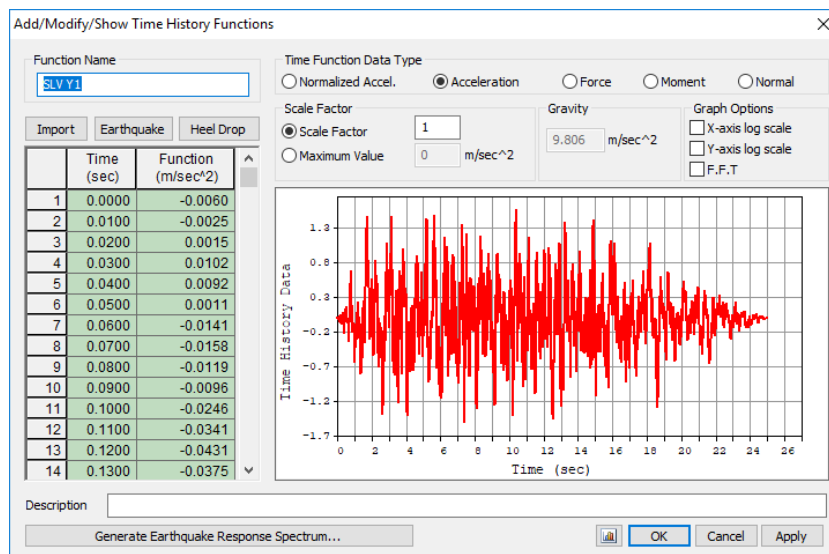 Add/Modify/Show Time History Functions
Function Name
SLV Y1
Import Earthquake Heel Drop
Time Function
(sec) (m/sec^2)
1 0.0000 -0.0060
2 0.0100 -0.0025
3 0.0200 0.0015
4 0.0300 0.0102
5 0.0400 0.0092
6 0.0500 0.0011
7 0.0600 -0.0141
8 0.0700 -0.0158
9 0.0800 -0.0119
10 0.0900 -0.0096
11 0.1000 -0.0246
12 0.1100 -0.0341
13 0.1200 -0.0431
14 0.1300 -0.0375
Time Function Data Type
Normalized Accel. Acceleration Force Moment Normal
Scale Factor
Scale Factor 1
Maximum Value 0 m/sec^2
Gravity
9.806 m/sec^2
Graph Options
X-axis log scale
Y-axis log scale
F.F.T
Time History Data
1.3
0.8
0.3
-0.2
-0.7
-1.2
-1.7
0 2 4 6 8 10 12 14 16 18 20 22 24 26
Time (sec)
Description
Generate Earthquake Response Spectrum... OK Cancel Apply